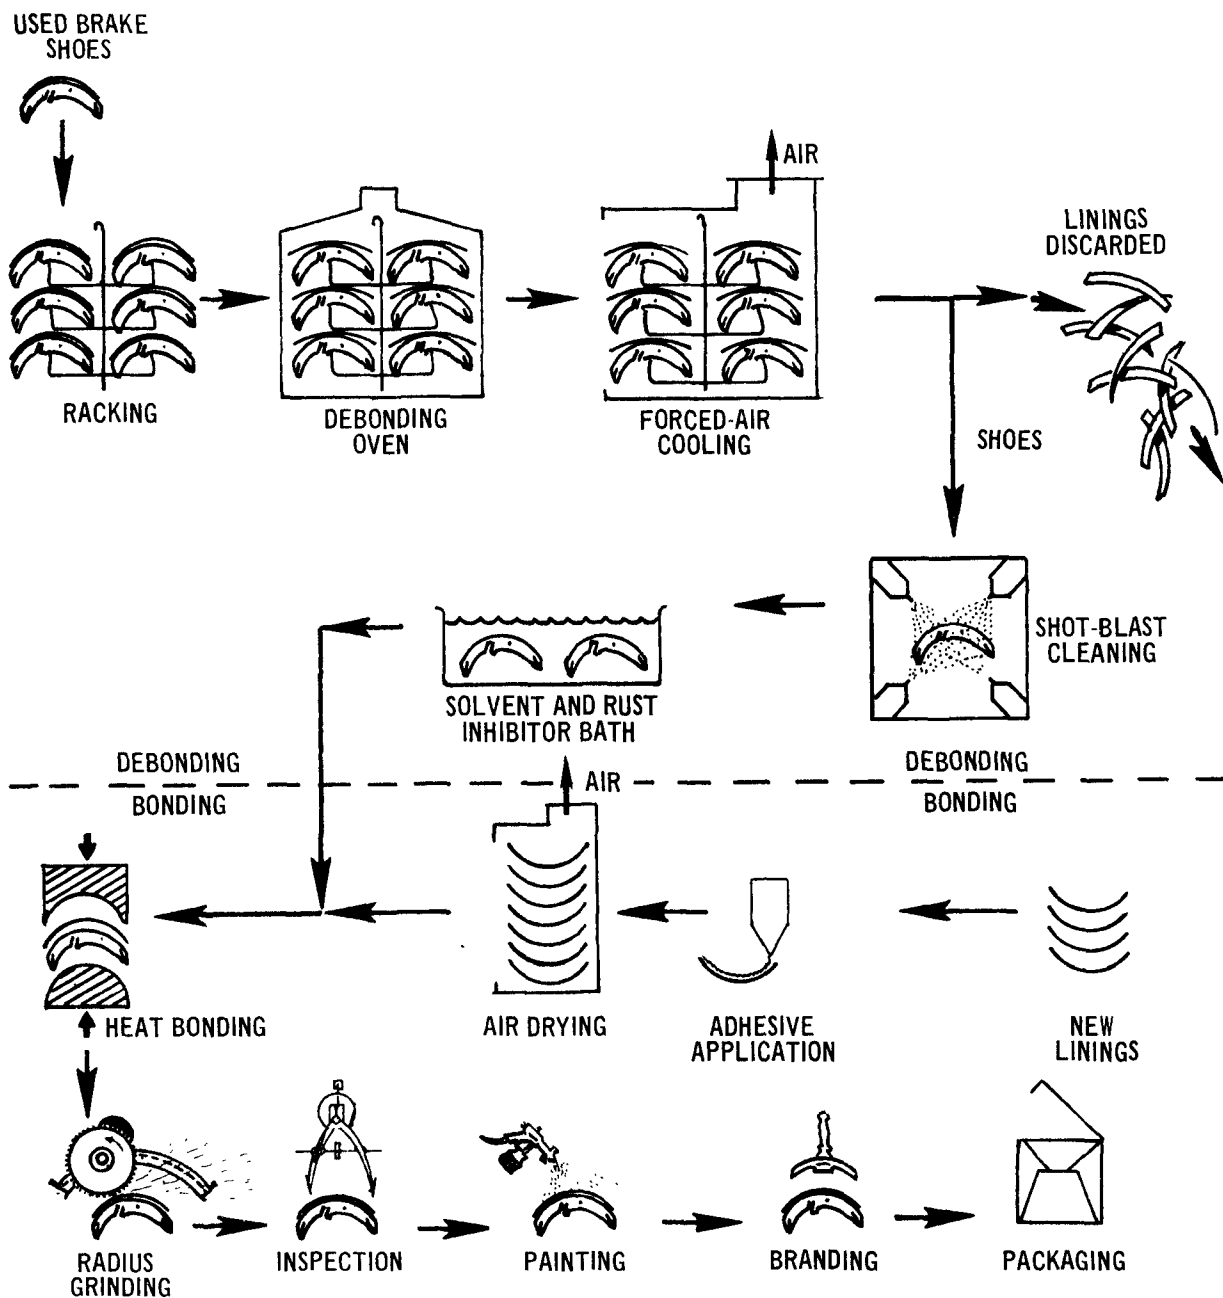 USED BRAKE
SHOES
AIR
LININGS
DISCARDED
RACKING
DEBONDING
OVEN
FORCED-AIR
COOLING
SHOES
SHOT-BLAST
CLEANING
SOLVENT AND RUST
INHIBITOR BATH
DEBONDING
BONDING
AIR
DEBONDING
BONDING
HEAT BONDING
AIR DRYING
ADHESIVE
APPLICATION
NEW
LININGS
RADIUS
GRINDING
INSPECTION
PAINTING
BRANDING
PACKAGING